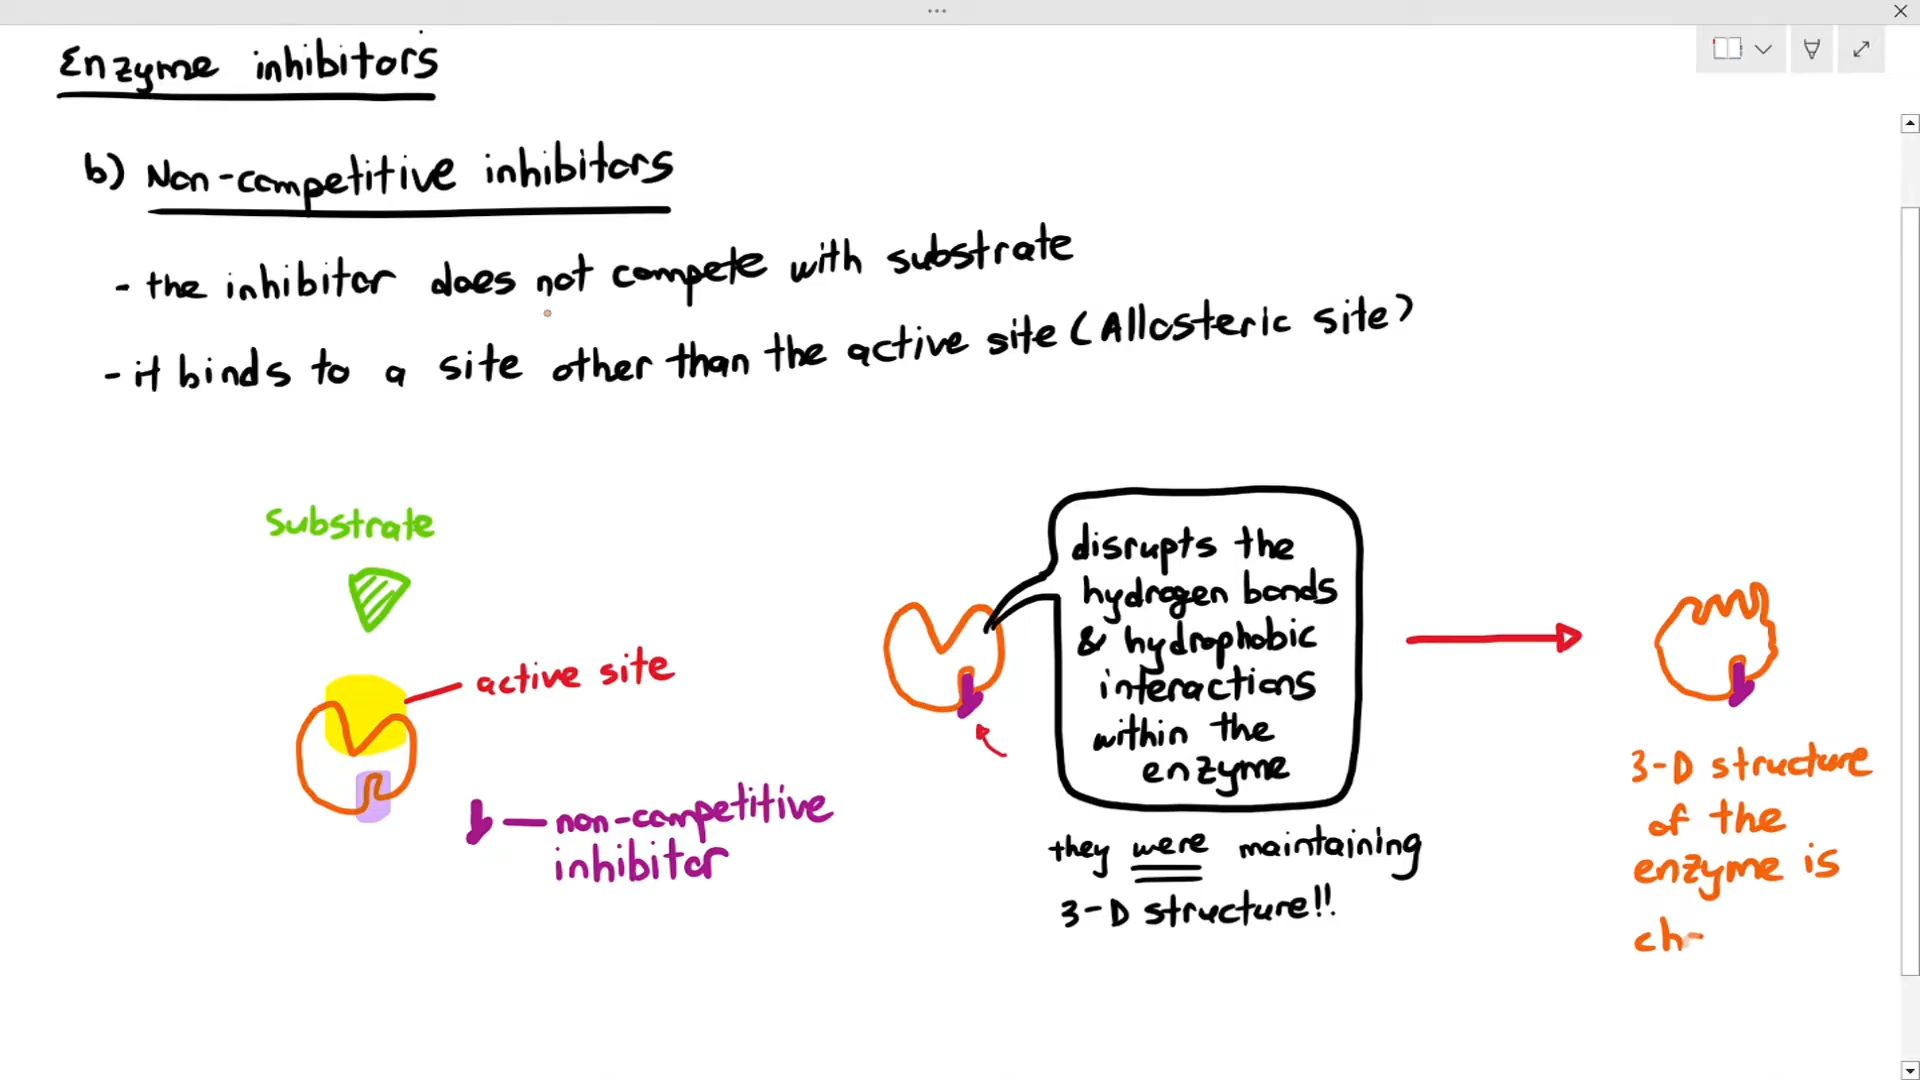 Enzyme inhibitors
b) Non-competitive inhibitors
- the inhibitor does not compete with substrate
- it binds to a site other than the active site (Allosteric site)
Substrate
active site
non-competitive
inhibitor
disrupts the
hydrogen bonds
& hydrophobic
interactions
within the
enzyme
they were maintaining
3-D structure!!
3-D structure
of the
enzyme is
ch